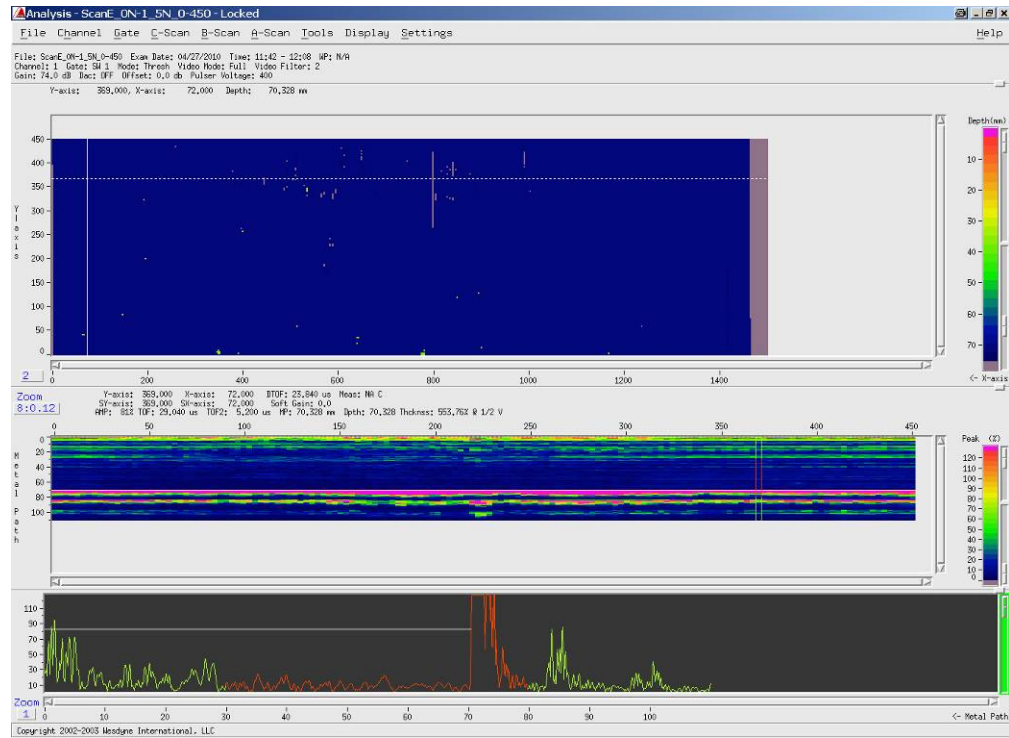 Analysis - ScanE_0N-1_5N_0-450 - Locked
File Channel Gate C-Scan B-Scan A-Scan Tools Display Settings Help
File: ScanE_0N-1_5N_0-450 Exam Date: 04/27/2010 Time: 11:42 - 12:08 WP: N/A
Channel: 1 Gate: SW 1 Mode: Thresh Video Mode: Full Video Filter: 2
Gain: 74.0 dB Dac: OFF Offset: 0.0 db Pulser Voltage: 400
Y-axis: 369.000, X-axis: 72.000 Depth: 70.328 mm
Depth(mm)
450
400
350
300
250
200
150
100
50
0
Y
a
x
i
s
10
20
30
40
50
60
70
2
0 200 400 600 800 1000 1200 1400
<- X-axis
Zoom
8:0.12
Y-axis: 369.000 X-axis: 72.000 DTOF: 23.840 us Meas: NA C
SY-axis: 369.000 SX-axis: 72.000 Soft Gain: 0.0
AMP: 81% TOF: 29.040 us TOF2: 5.200 us MP: 70.328 mm Dpth: 70.328 Thcknss: 553.76% @ 1/2 V
0 50 100 150 200 250 300 350 400 450
Peak (%)
0
20
40
60
80
100
M
e
t
a
l
P
a
t
h
120
110
100
90
80
70
60
50
40
30
20
10
0
110
90
70
50
30
10
Zoom
1
0 10 20 30 40 50 60 70 80 90 100
<- Metal Path
Copyright 2002-2003 Wesdyne International, LLC